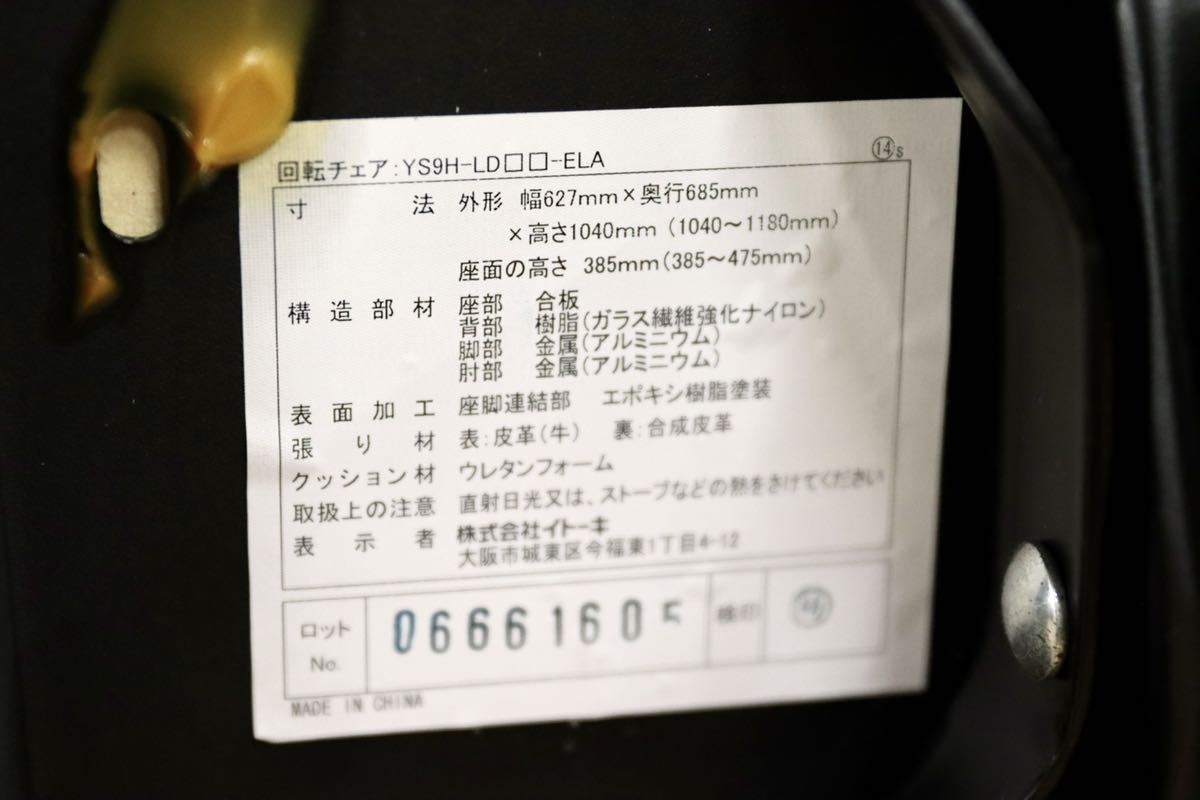 回転チェア:YS9H-LD□□-ELA ⑭s
寸法 外形 幅627mm×奥行685mm
×高さ1040mm (1040～1180mm)
座面の高さ 385mm(385～475mm)
構造部材 座部 合板
背部 樹脂(ガラス繊維強化ナイロン)
脚部 金属(アルミニウム)
肘部 金属(アルミニウム)
表面加工 座脚連結部 エポキシ樹脂塗装
張り材 表:皮革(牛) 裏:合成皮革
クッション材 ウレタンフォーム
取扱上の注意 直射日光又は、ストーブなどの熱をさけてください
表示者 株式会社イトーキ
大阪市城東区今福東1丁目4-12
ロットNo. 06661605 検印
MADE IN CHINA